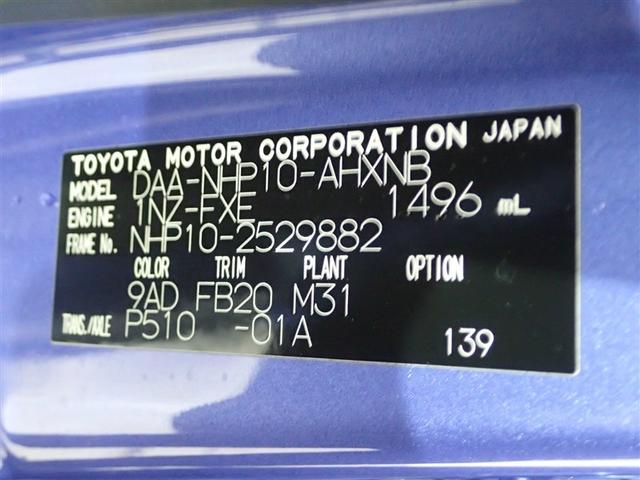 TOYOTA MOTOR CORPORATION JAPAN
MODEL DAA-NHP10-AHXNB
ENGINE 1NZ-FXE 1496 mL
FRAME No. NHP10-2529882
COLOR TRIM PLANT OPTION
9AD FB20 M31
TRANS./AXLE P510 -01A 139